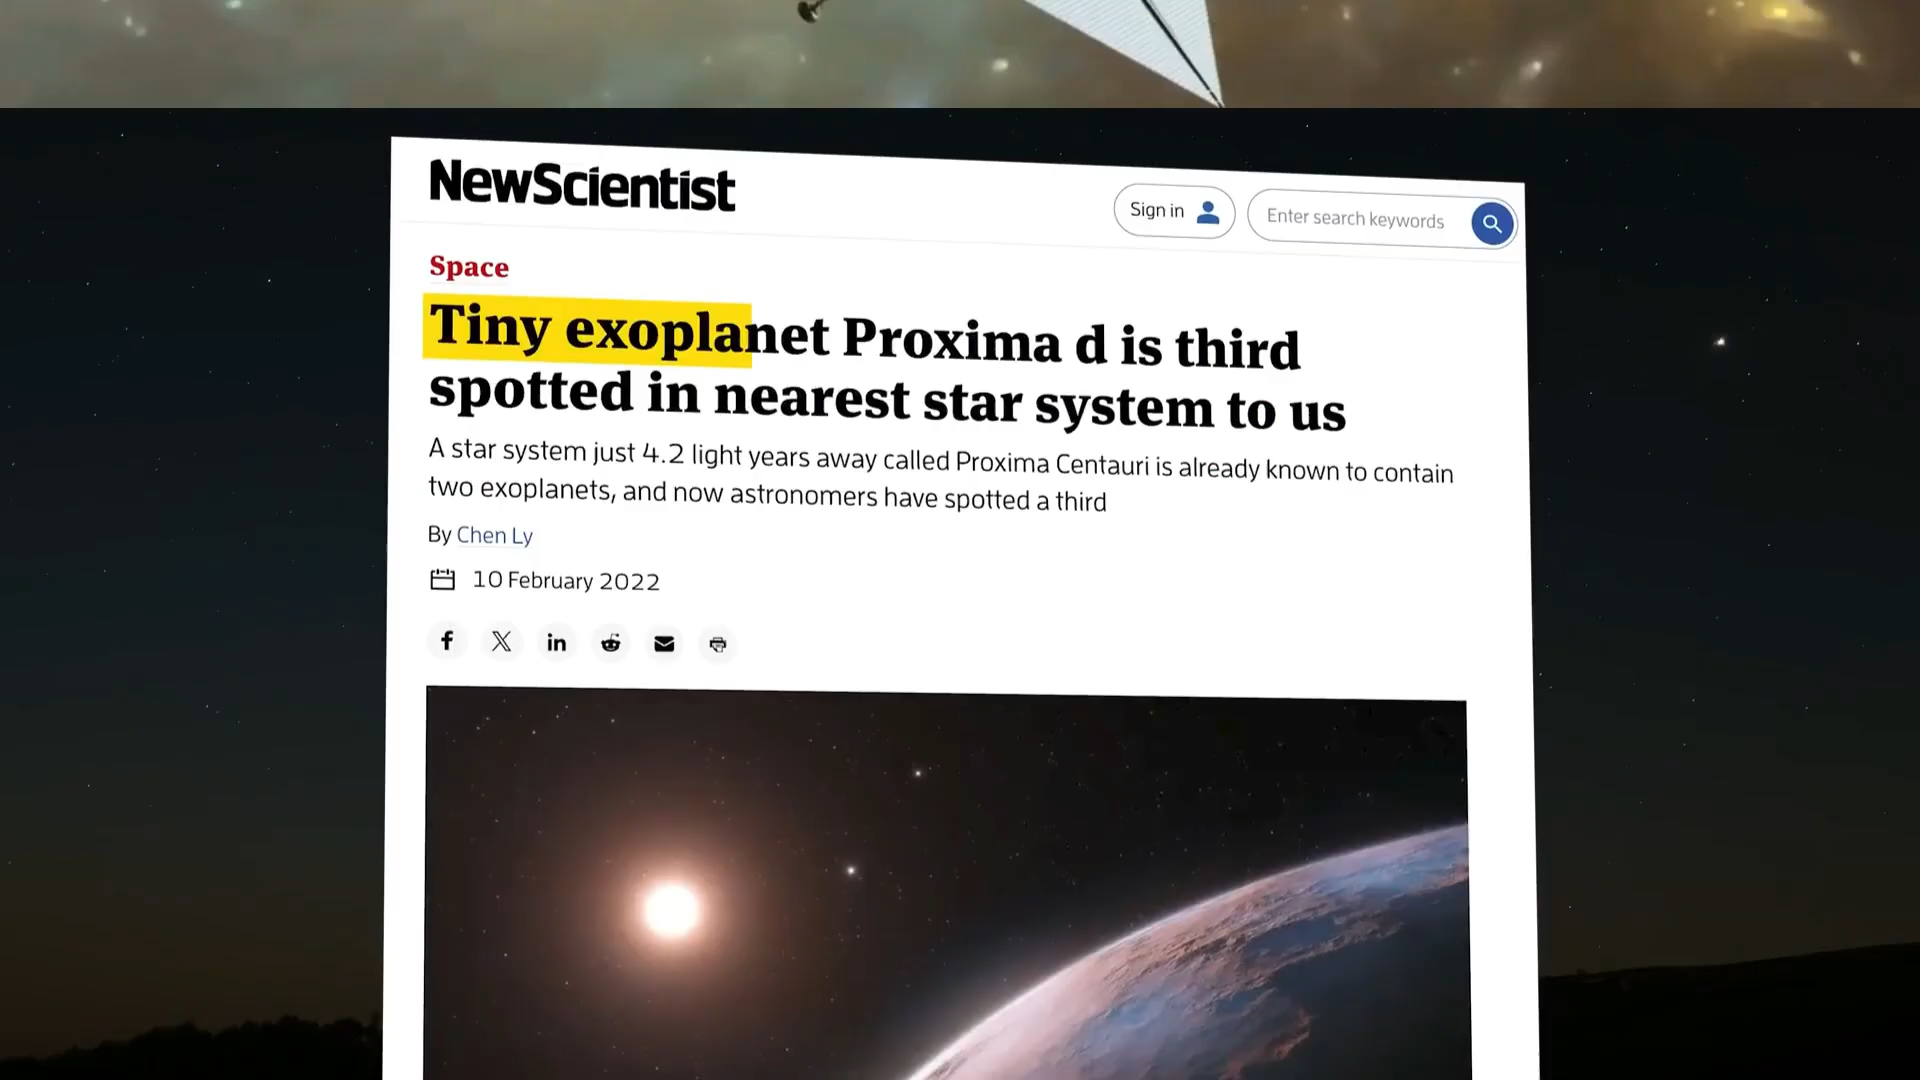 NewScientist
Sign in
Enter search keywords
Space
Tiny exoplanet Proxima d is third
spotted in nearest star system to us
A star system just 4.2 light years away called Proxima Centauri is already known to contain
two exoplanets, and now astronomers have spotted a third
By Chen Ly
10 February 2022